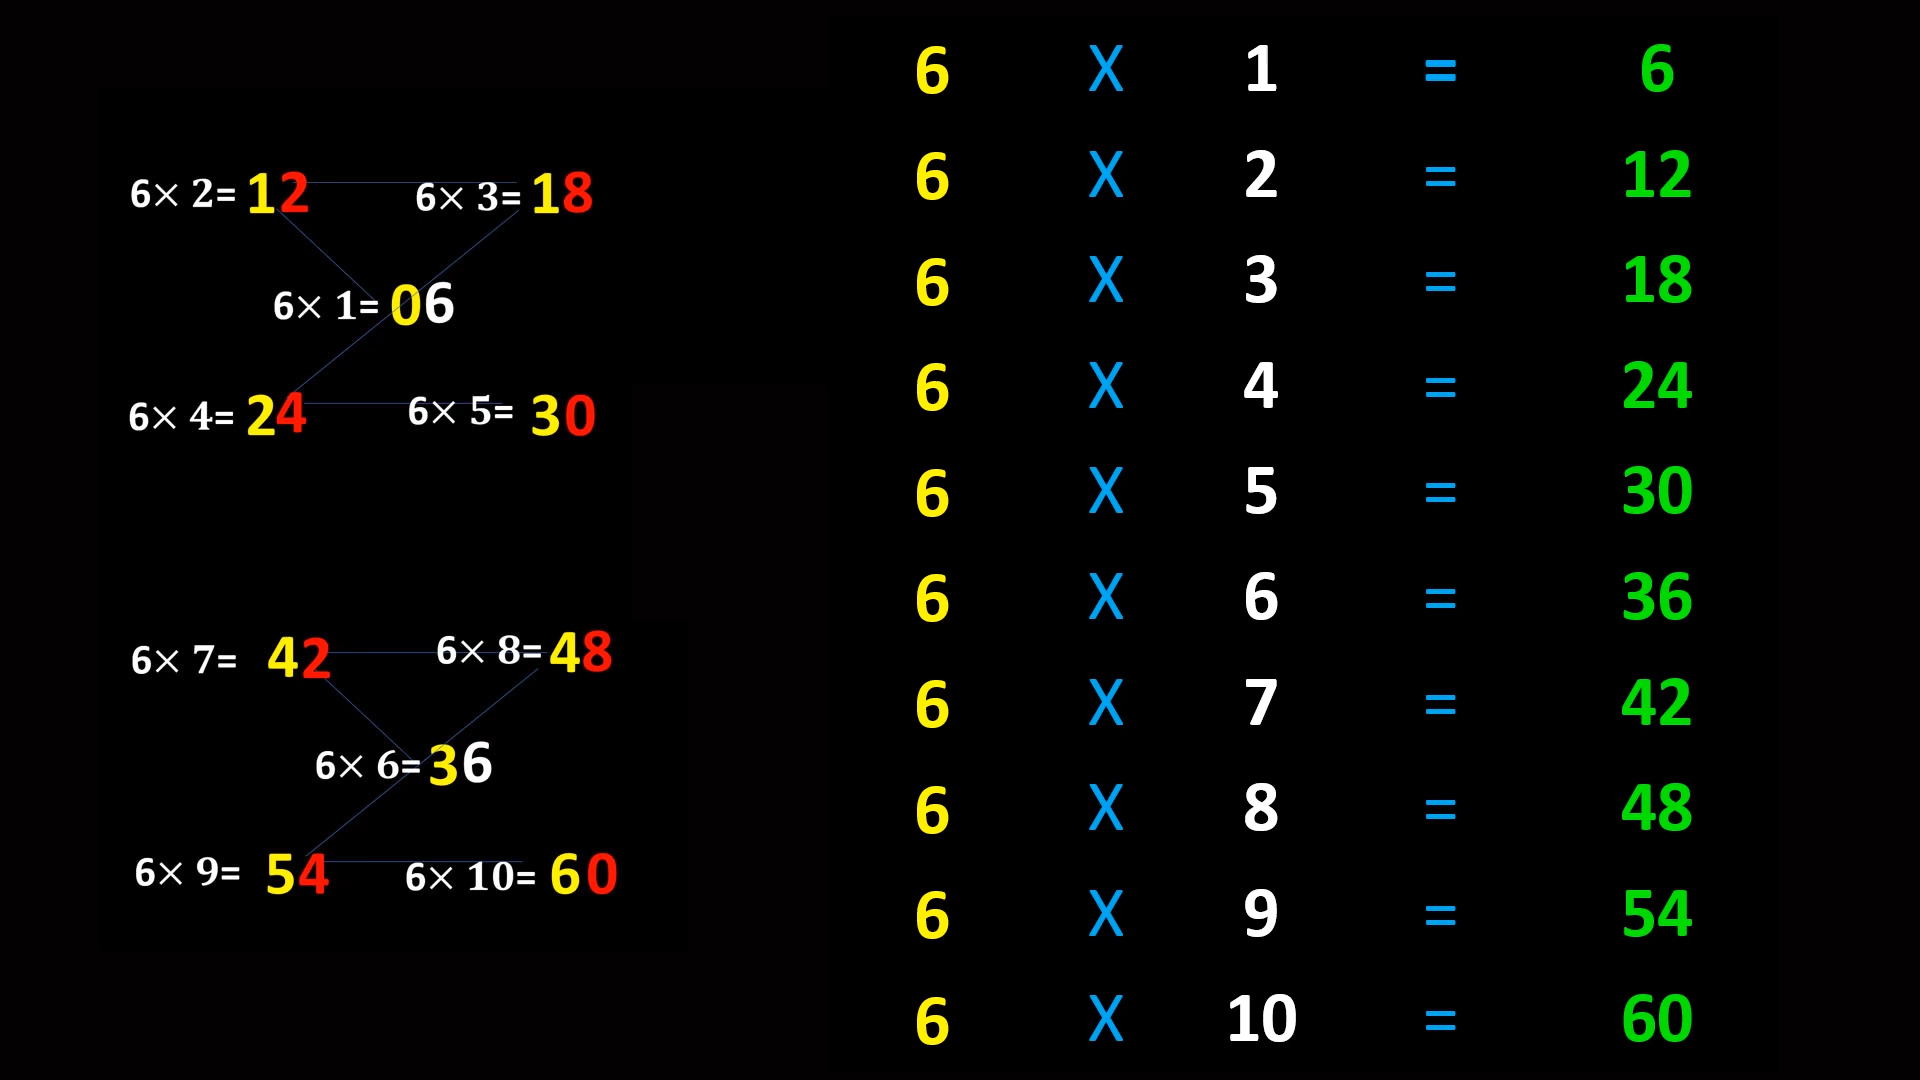 6× 2= 12 6× 3= 18
6× 1= 06
6× 4= 24 6× 5= 30
6× 7= 42 6× 8= 48
6× 6= 36
6× 9= 54 6× 10= 60
6 X 1 = 6
6 X 2 = 12
6 X 3 = 18
6 X 4 = 24
6 X 5 = 30
6 X 6 = 36
6 X 7 = 42
6 X 8 = 48
6 X 9 = 54
6 X 10 = 60